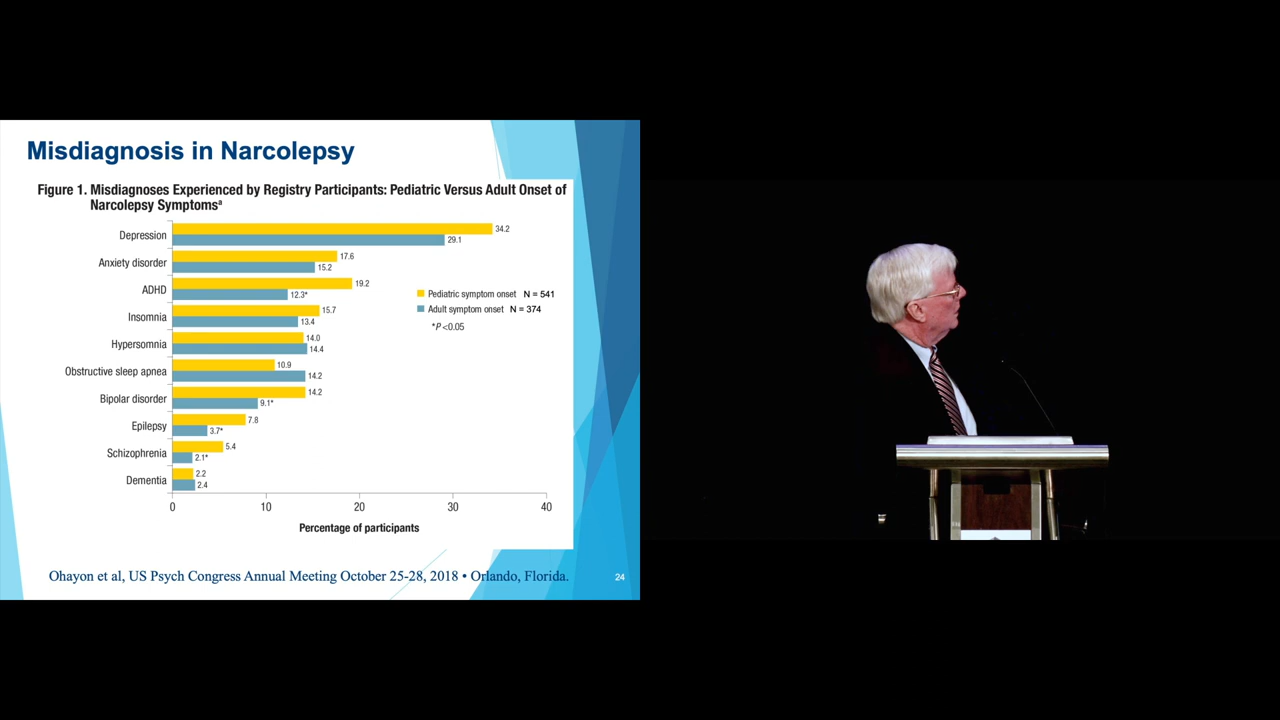 Misdiagnosis in Narcolepsy
Figure 1. Misdiagnoses Experienced by Registry Participants: Pediatric Versus Adult Onset of
Narcolepsy Symptomsᵃ
Depression
34.2
29.1
Anxiety disorder
17.6
15.2
ADHD
19.2
12.3*
Insomnia
15.7
13.4
Hypersomnia
14.0
14.4
Obstructive sleep apnea
10.9
14.2
Bipolar disorder
14.2
9.1*
Epilepsy
7.8
3.7*
Schizophrenia
5.4
2.1*
Dementia
2.2
2.4
Pediatric symptom onset N = 541
Adult symptom onset N = 374
*P <0.05
0 10 20 30 40
Percentage of participants
Ohayon et al, US Psych Congress Annual Meeting October 25-28, 2018 • Orlando, Florida.
24